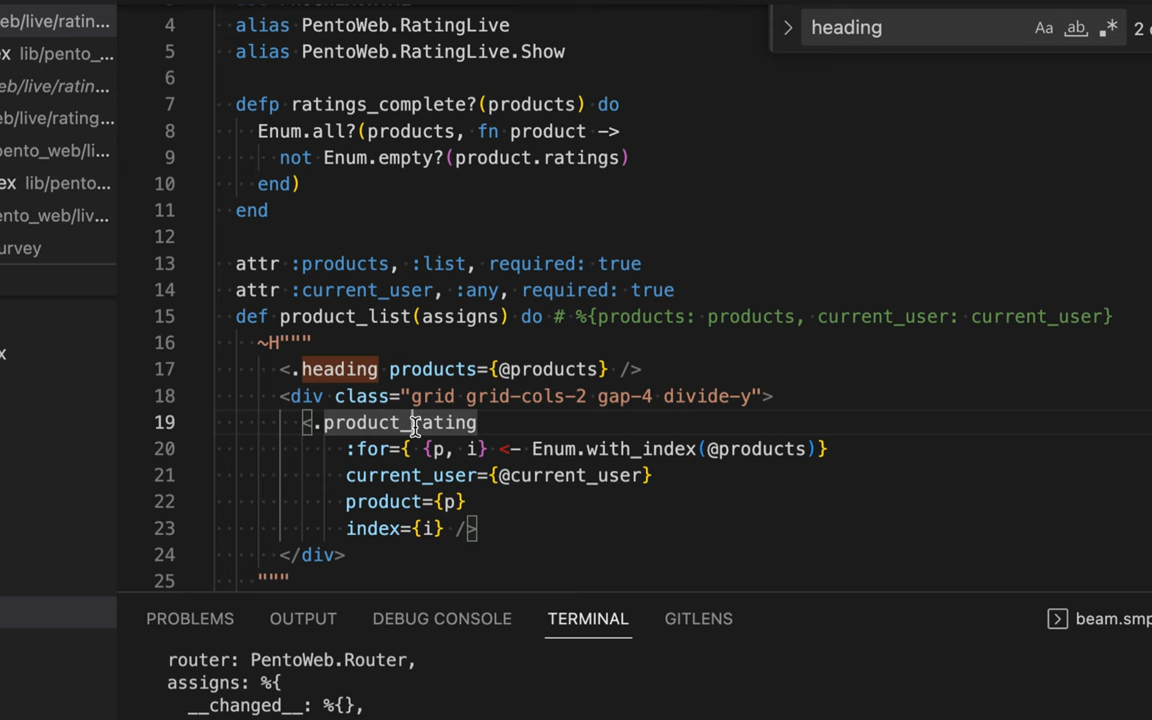 eb/live/ratin...
ex lib/pento_...
eb/live/ratin...
eb/live/rating...
pento_web/li...
ex lib/pento...
ento_web/liv...
urvey
x
heading
Aa ab .*
4 alias PentoWeb.RatingLive
5 alias PentoWeb.RatingLive.Show
6
7 defp ratings_complete?(products) do
8 Enum.all?(products, fn product ->
9 not Enum.empty?(product.ratings)
10 end)
11 end
12
13 attr :products, :list, required: true
14 attr :current_user, :any, required: true
15 def product_list(assigns) do # %{products: products, current_user: current_user}
16 ~H"""
17 <.heading products={@products} />
18 <div class="grid grid-cols-2 gap-4 divide-y">
19 <.product_rating
20 :for={ {p, i} <- Enum.with_index(@products)}
21 current_user={@current_user}
22 product={p}
23 index={i} />
24 </div>
25 """
PROBLEMS OUTPUT DEBUG CONSOLE TERMINAL GITLENS
beam.smp
router: PentoWeb.Router,
assigns: %{
__changed__: %{},